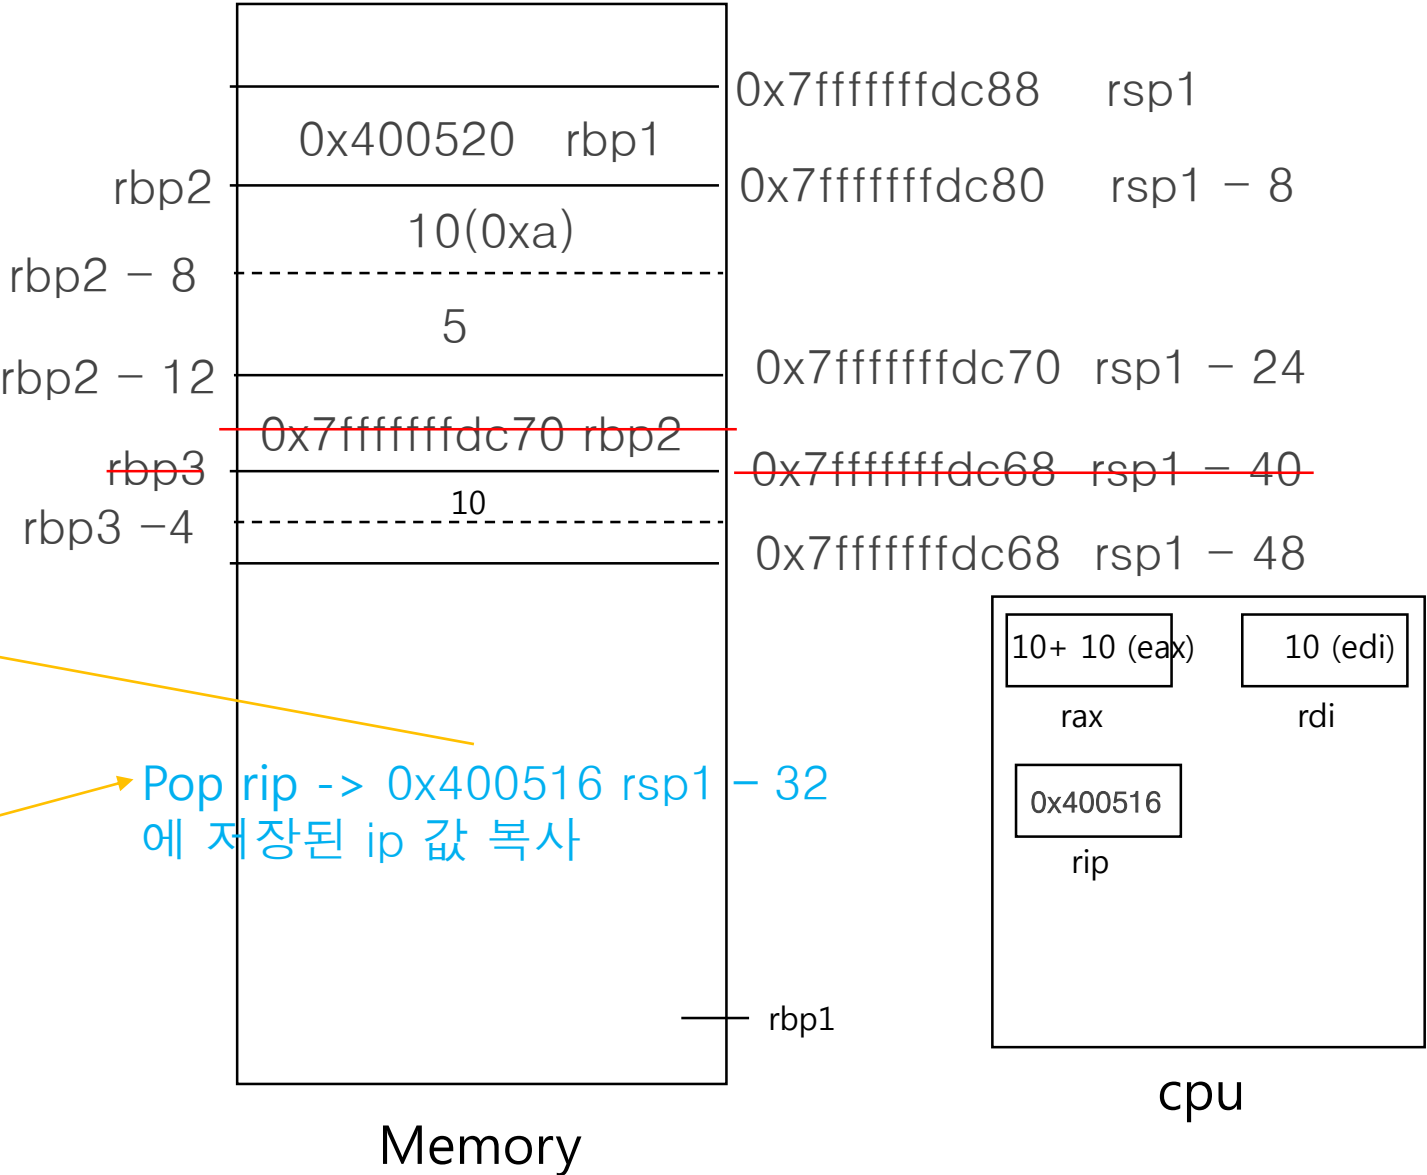 0x7fffffffdc88 rsp1
0x400520 rbp1
rbp2
0x7fffffffdc80 rsp1 – 8
10(0xa)
rbp2 – 8
5
rbp2 – 12
0x7fffffffdc70 rsp1 – 24
0x7fffffffdc70 rbp2
rbp3
0x7fffffffdc68 rsp1 – 40
10
rbp3 –4
0x7fffffffdc68 rsp1 – 48
10+ 10 (eax)
10 (edi)
rax
rdi
Pop rip -> 0x400516 rsp1 – 32
에 저장된 ip 값 복사
0x400516
rip
rbp1
cpu
Memory